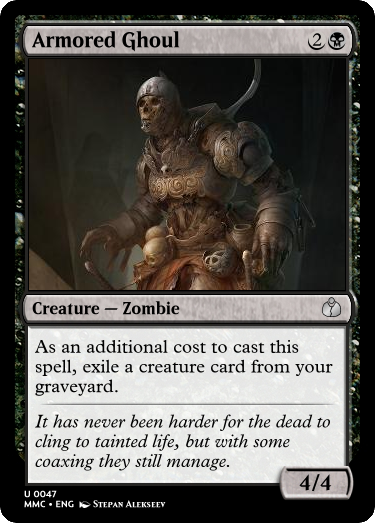 Armored Ghoul 2
Creature — Zombie
As an additional cost to cast this
spell, exile a creature card from your
graveyard.
It has never been harder for the dead to
cling to tainted life, but with some
coaxing they still manage.
4/4
U 0047
MMC • ENG Stepan Alekseev